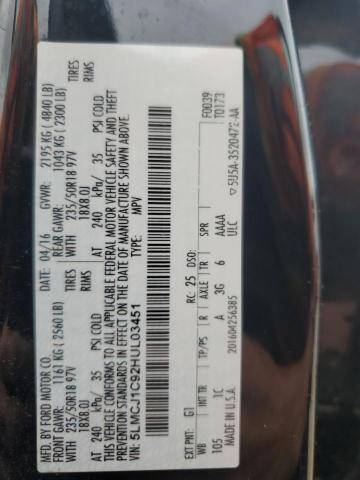 MFD. BY FORD MOTOR CO.
DATE: 04/16 GVWR: 2195 KG ( 4840 LB)
FRONT GAWR: 1161 KG ( 2560 LB) REAR GAWR: 1043 KG ( 2300 LB)
WITH 235/50R18 97V TIRES WITH 235/50R18 97V TIRES
18X8.0J RIMS 18X8.0J RIMS
AT 240 kPa/ 35 PSI COLD AT 240 kPa/ 35 PSI COLD
THIS VEHICLE CONFORMS TO ALL APPLICABLE FEDERAL MOTOR VEHICLE SAFETY AND THEFT
PREVENTION STANDARDS IN EFFECT ON THE DATE OF MANUFACTURE SHOWN ABOVE.
VIN: 5LMCJ1C92HUL03451 TYPE: MPV
F0039
T0173
EXT PNT: G1 RC: 25 DSO:
WB INT TR TP/PS R AXLE TR SPR
105 1C A 3G 6 AAAA
ULC
MADE IN U.S.A. 201604256385 5U5A-3520472-AA